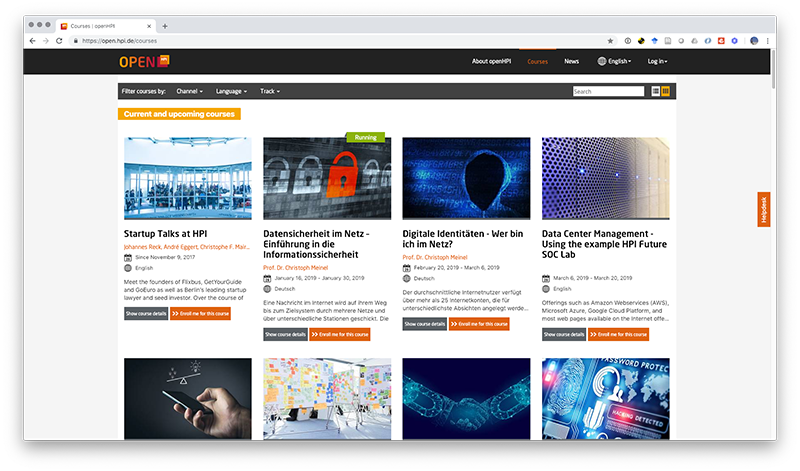 Courses | openHPI
https://open.hpi.de/courses
OPEN HPI
About openHPI
Courses
News
English
Log in
Filter courses by:
Channel
Language
Track
Search
Current and upcoming courses
Running
Startup Talks at HPI
Johannes Reck, André Eggert, Christophe F. Mair...
Since November 9, 2017
English
Meet the founders of Flixbus, GetYourGuide
and GoEuro as well as Berlin's leading startup
lawyer and seed investor. Over the course of
Show course details
Enroll me for this course
Datensicherheit im Netz -
Einführung in die
Informationssicherheit
Prof. Dr. Christoph Meinel
January 16, 2019 - January 30, 2019
Deutsch
Eine Nachricht im Internet wird auf ihrem Weg
bis zum Zielsystem durch mehrere Netze und
über unterschiedliche Stationen geschickt. Die
Show course details
Enroll me for this course
Digitale Identitäten - Wer bin
ich im Netz?
Prof. Dr. Christoph Meinel
February 20, 2019 - March 6, 2019
Deutsch
Der durchschnittliche Internetnutzer verfügt
über mehr als 25 Internetkonten, die für
unterschiedlichste Absichten angelegt werde...
Show course details
Enroll me for this course
Data Center Management -
Using the example HPI Future
SOC Lab
March 6, 2019 - March 20, 2019
English
Offerings such as Amazon Webservices (AWS),
Microsoft Azure, Google Cloud Platform, and
most web pages available on the Internet offe...
Show course details
Enroll me for this course
Helpdesk
PASSWORD PROTEC
HACKING DETECTED